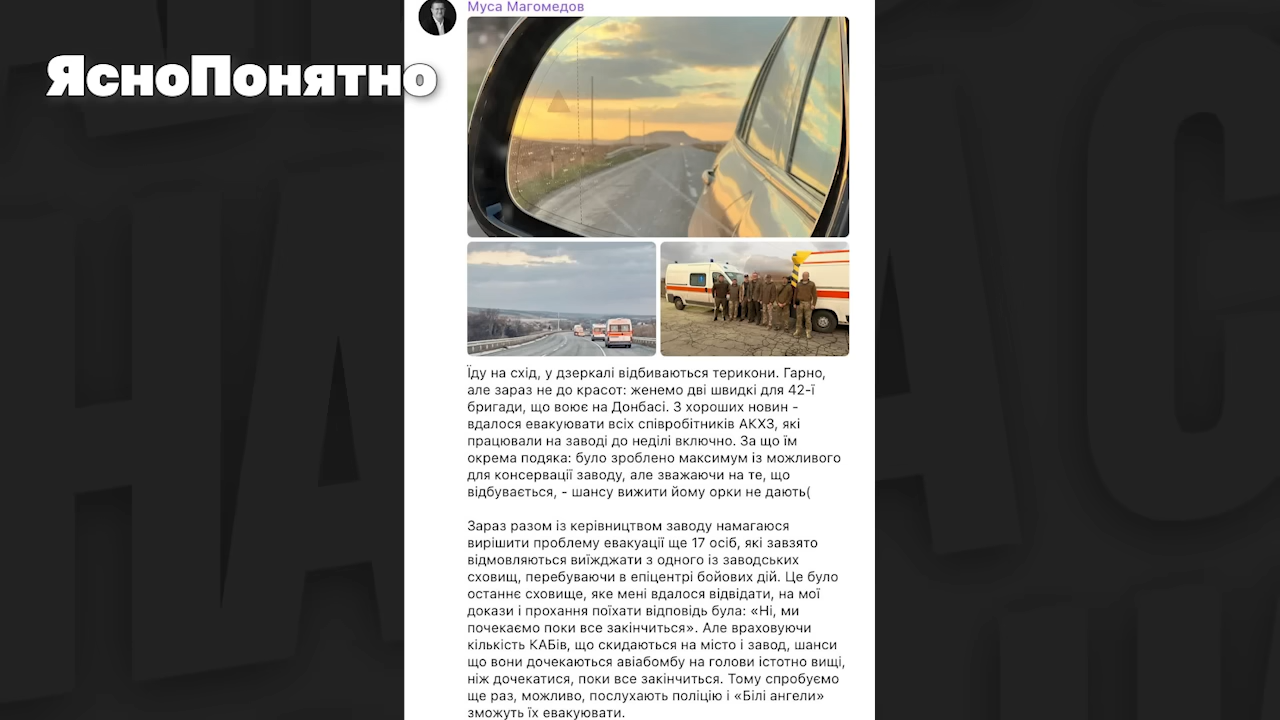 Муса Магомедов
ЯсноПонятно
Їду на схід, у дзеркалі відбиваються терикони. Гарно,
але зараз не до красот: женемо дві швидкі для 42-ї
бригади, що воює на Донбасі. З хороших новин -
вдалося евакуювати всіх співробітників АКХЗ, які
працювали на заводі до неділі включно. За що їм
окрема подяка: було зроблено максимум із можливого
для консервації заводу, але зважаючи на те, що
відбувається, - шансу вижити йому орки не дають(
Зараз разом із керівництвом заводу намагаюся
вирішити проблему евакуації ще 17 осіб, які завзято
відмовляються виїжджати з одного із заводських
сховищ, перебуваючи в епіцентрі бойових дій. Це було
останнє сховище, яке мені вдалося відвідати, на мої
докази і прохання поїхати відповідь була: «Ні, ми
почекаємо поки все закінчиться». Але враховуючи
кількість КАБів, що скидаються на місто і завод, шанси
що вони дочекаються авіабомбу на голови істотно вищі,
ніж дочекатися, поки все закінчиться. Тому спробуємо
ще раз, можливо, послухають поліцію і «Білі ангели»
зможуть їх евакуювати.